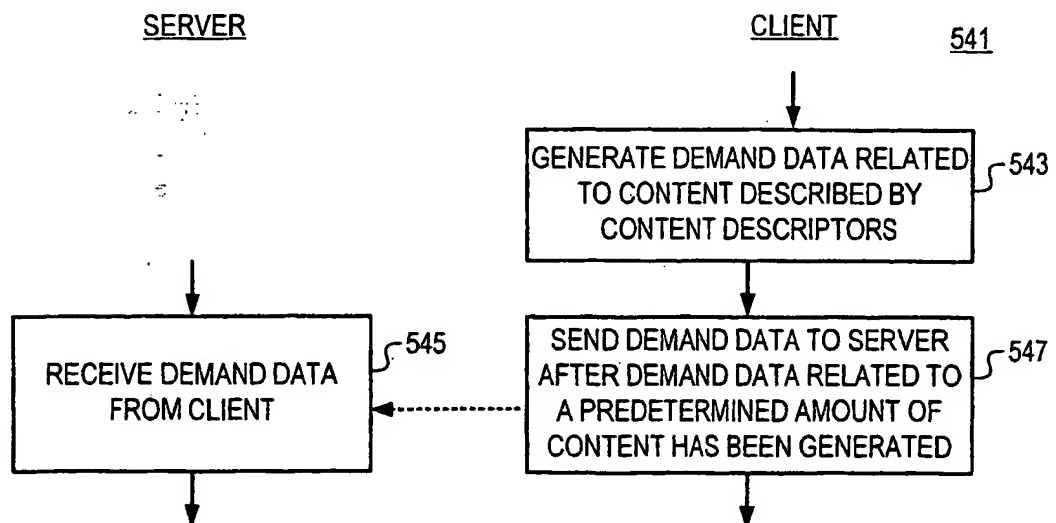 SERVER
CLIENT
541
GENERATE DEMAND DATA RELATED
TO CONTENT DESCRIBED BY
CONTENT DESCRIPTORS
543
RECEIVE DEMAND DATA
FROM CLIENT
545
SEND DEMAND DATA TO SERVER
AFTER DEMAND DATA RELATED TO
A PREDETERMINED AMOUNT OF
CONTENT HAS BEEN GENERATED
547